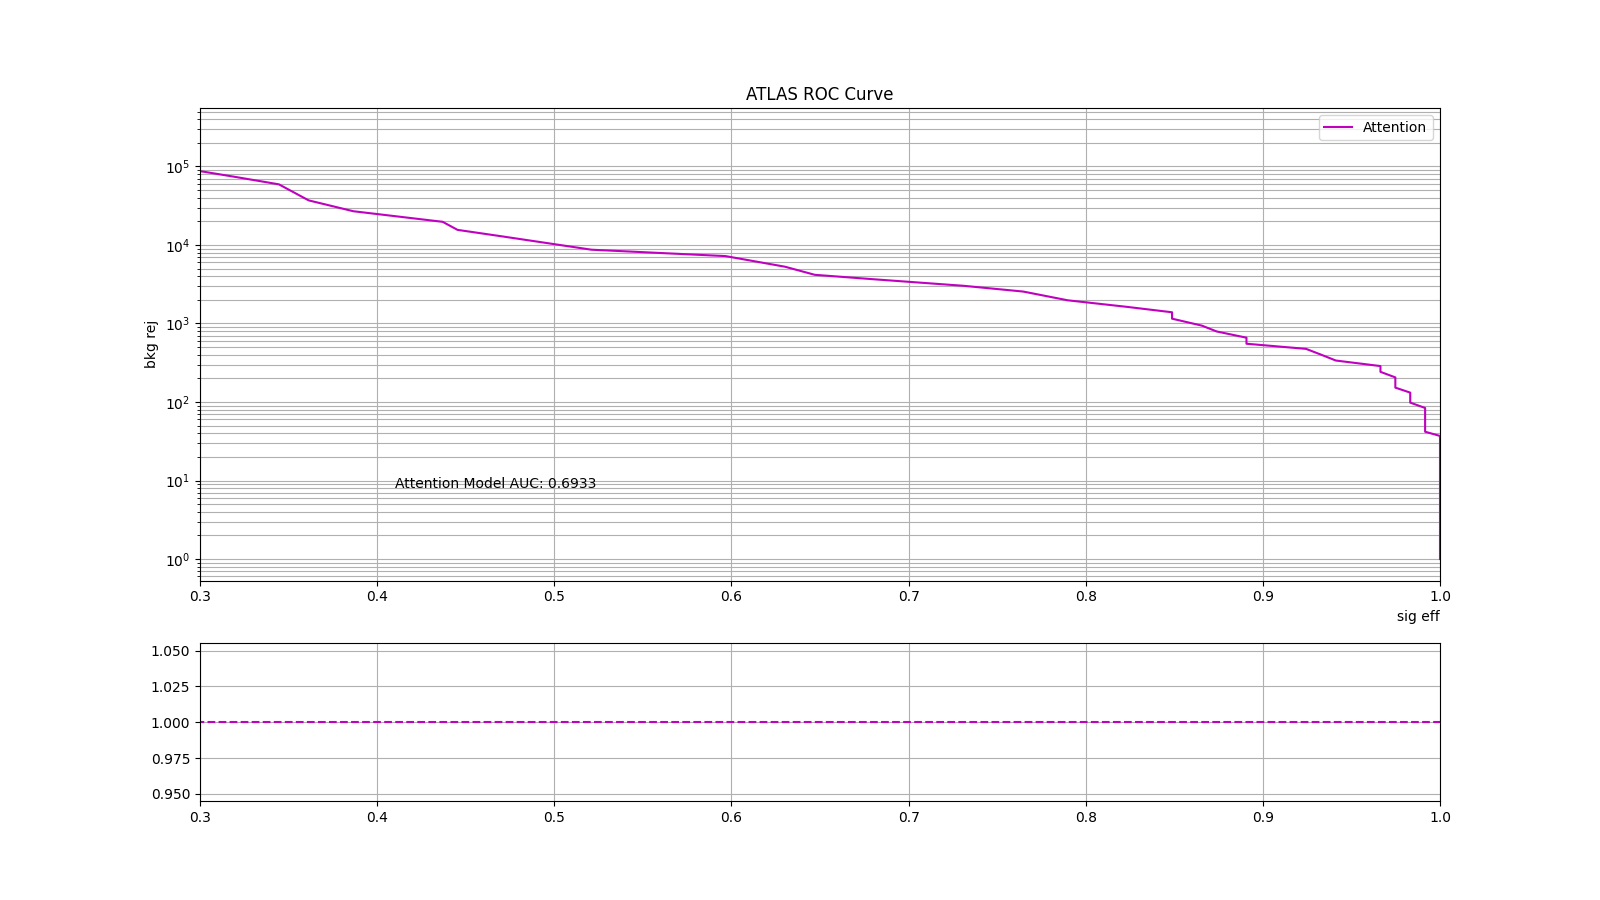 ATLAS ROC Curve
Attention
bkg rej
10^5
10^4
10^3
10^2
10^1
10^0
Attention Model AUC: 0.6933
0.3 0.4 0.5 0.6 0.7 0.8 0.9 1.0
sig eff
1.050
1.025
1.000
0.975
0.950
0.3 0.4 0.5 0.6 0.7 0.8 0.9 1.0